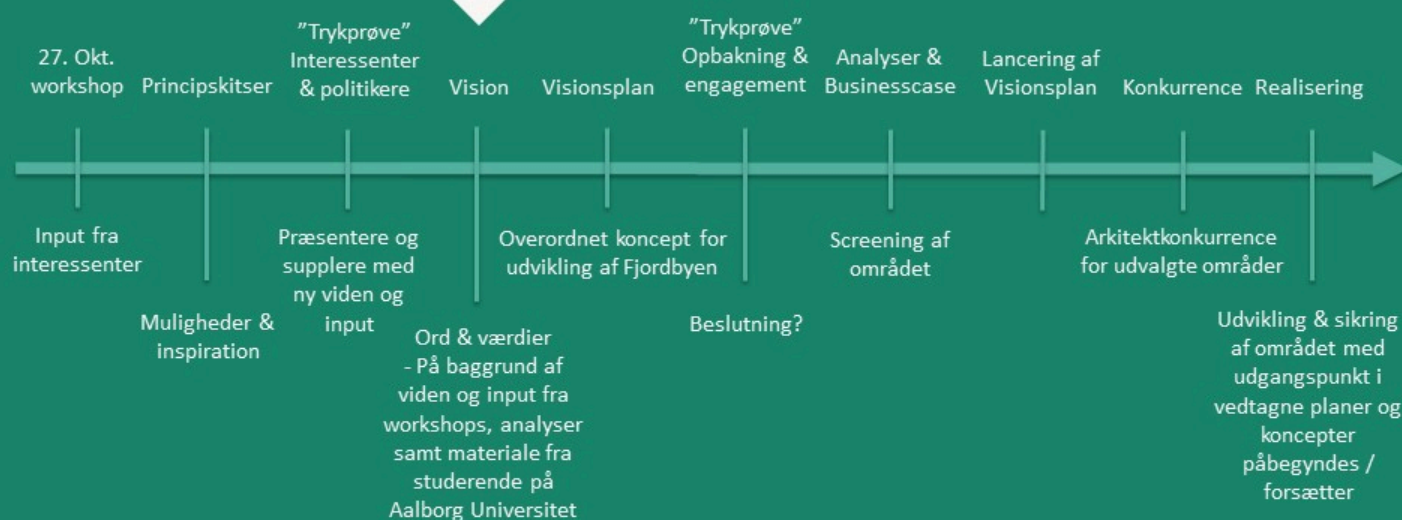 27. Okt.
workshop
Principskitser
”Trykprøve”
Interessenter
& politikere
Vision
Visionsplan
”Trykprøve”
Opbakning &
engagement
Analyser &
Businesscase
Lancering af
Visionsplan
Konkurrence
Realisering
Input fra
interessenter
Muligheder &
inspiration
Præsentere og
supplere med
ny viden og
input
Ord & værdier
- På baggrund af
viden og input fra
workshops, analyser
samt materiale fra
studerende på
Aalborg Universitet
Overordnet koncept for
udvikling af Fjordbyen
Beslutning?
Screening af
området
Arkitektkonkurrence
for udvalgte områder
Udvikling & sikring
af området med
udgangspunkt i
vedtagne planer og
koncepter
påbegyndes /
forsætter